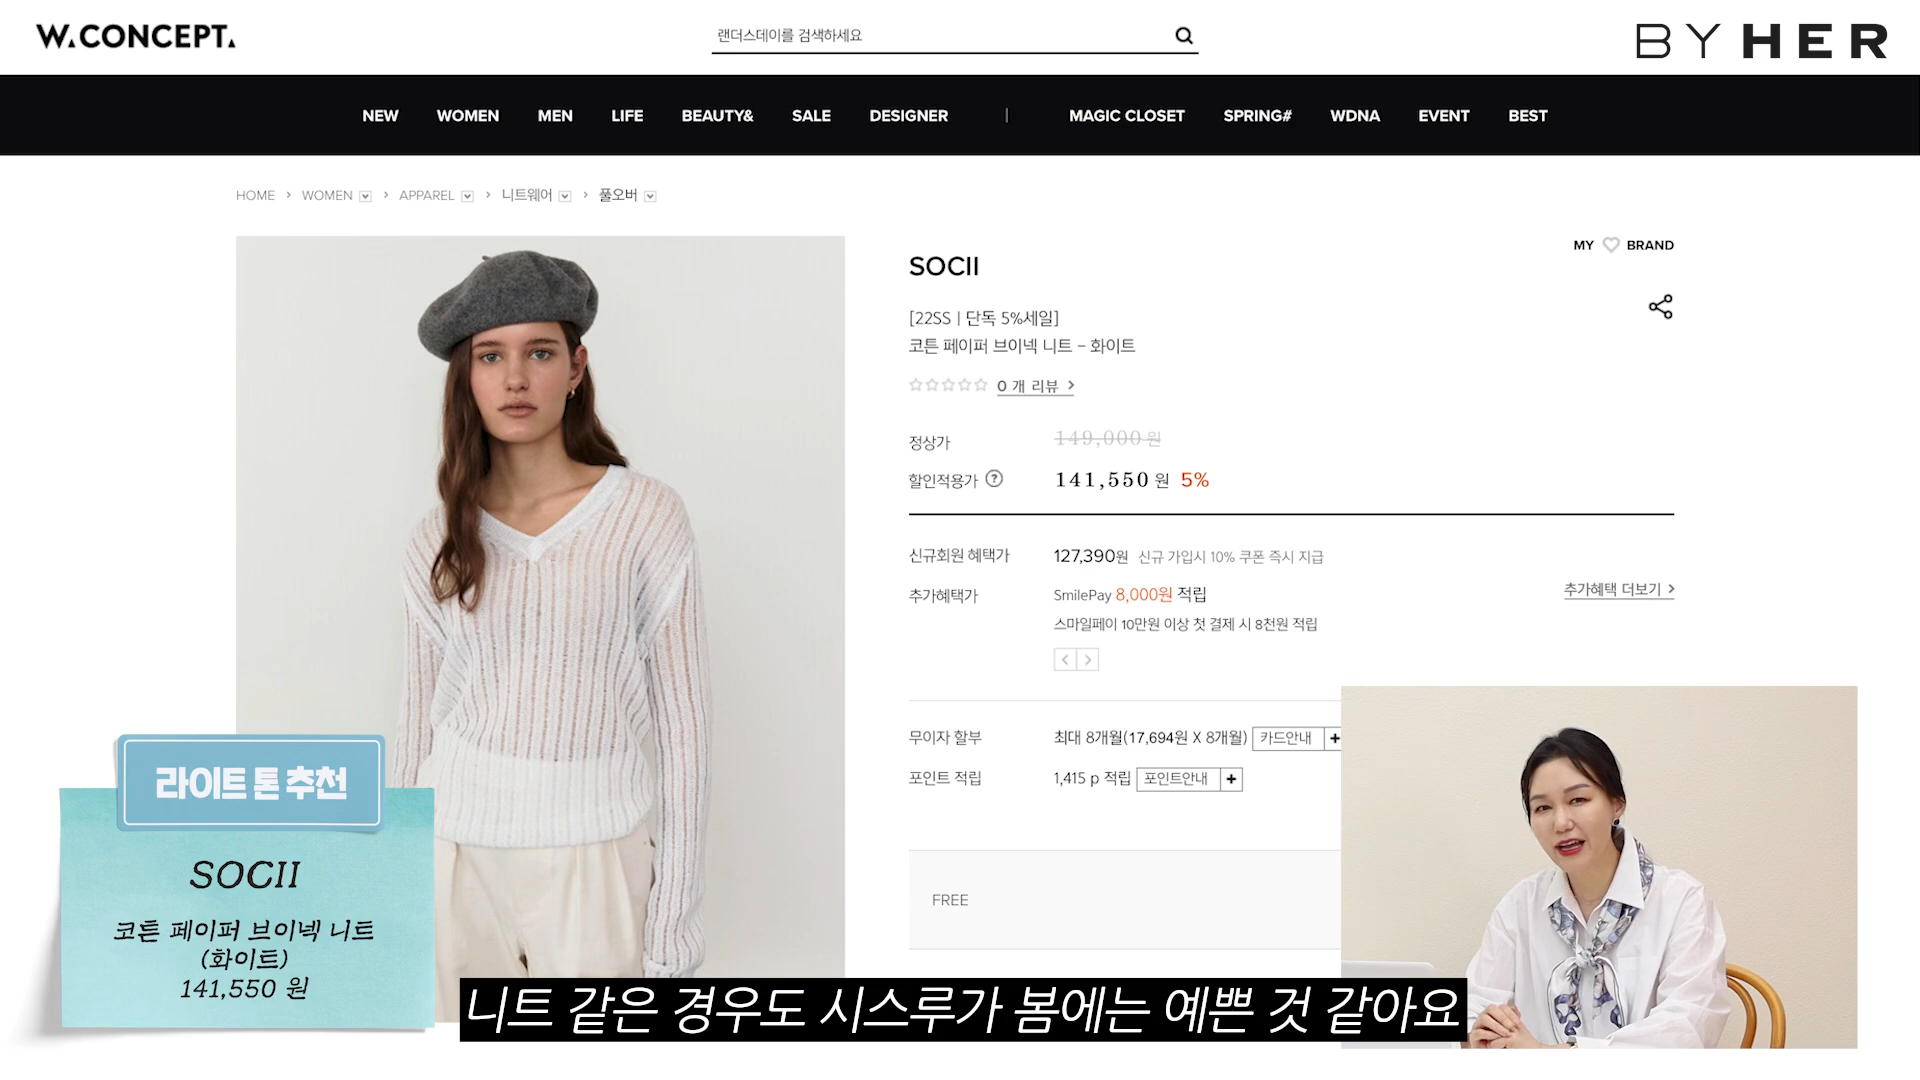 W.CONCEPT.
랜더스데이를 검색하세요
BY HER
NEW WOMEN MEN LIFE BEAUTY& SALE DESIGNER | MAGIC CLOSET SPRING# WDNA EVENT BEST
HOME > WOMEN > APPAREL > 니트웨어 > 풀오버
MY BRAND
SOCII
[22SS | 단독 5%세일]
코튼 페이퍼 브이넥 니트 – 화이트
0 개 리뷰 >
정상가 149,000 원
할인적용가 ? 141,550 원 5%
신규회원 혜택가 127,390원 신규 가입시 10% 쿠폰 즉시 지급
추가혜택가 SmilePay 8,000원 적립
추가혜택 더보기 >
스마일페이 10만원 이상 첫 결제 시 8천원 적립
< >
무이자 할부 최대 8개월(17,694원 X 8개월) 카드안내 +
포인트 적립 1,415 p 적립 포인트안내 +
FREE
라이트 톤 추천
SOCII
코튼 페이퍼 브이넥 니트
(화이트)
141,550 원
니트 같은 경우도 시스루가 봄에는 예쁜 것 같아요